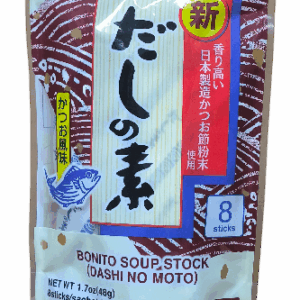 新
香り高い
日本製造かつお節粉末
使用
だしの素
かつお風味
8
sticks
BONITO SOUP STOCK
(DASHI NO MOTO)
NET WT 1.7oz(48g)